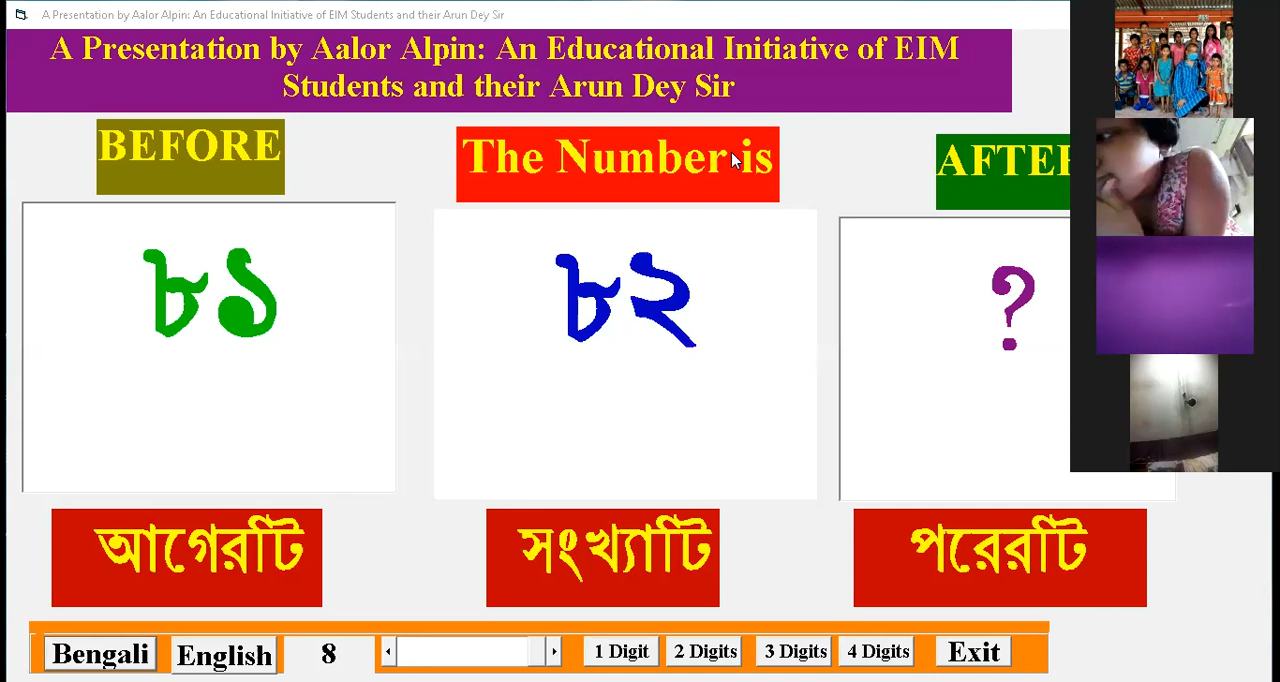 A Presentation by Aalor Alpin: An Educational Initiative of EIM Students and their Arun Dey Sir
A Presentation by Aalor Alpin: An Educational Initiative of EIM
Students and their Arun Dey Sir
BEFORE
The Number is
AFTE
৮১
৮২
?
আগেরটি
সংখ্যাটি
পরেরটি
Bengali
English
8
1 Digit
2 Digits
3 Digits
4 Digits
Exit